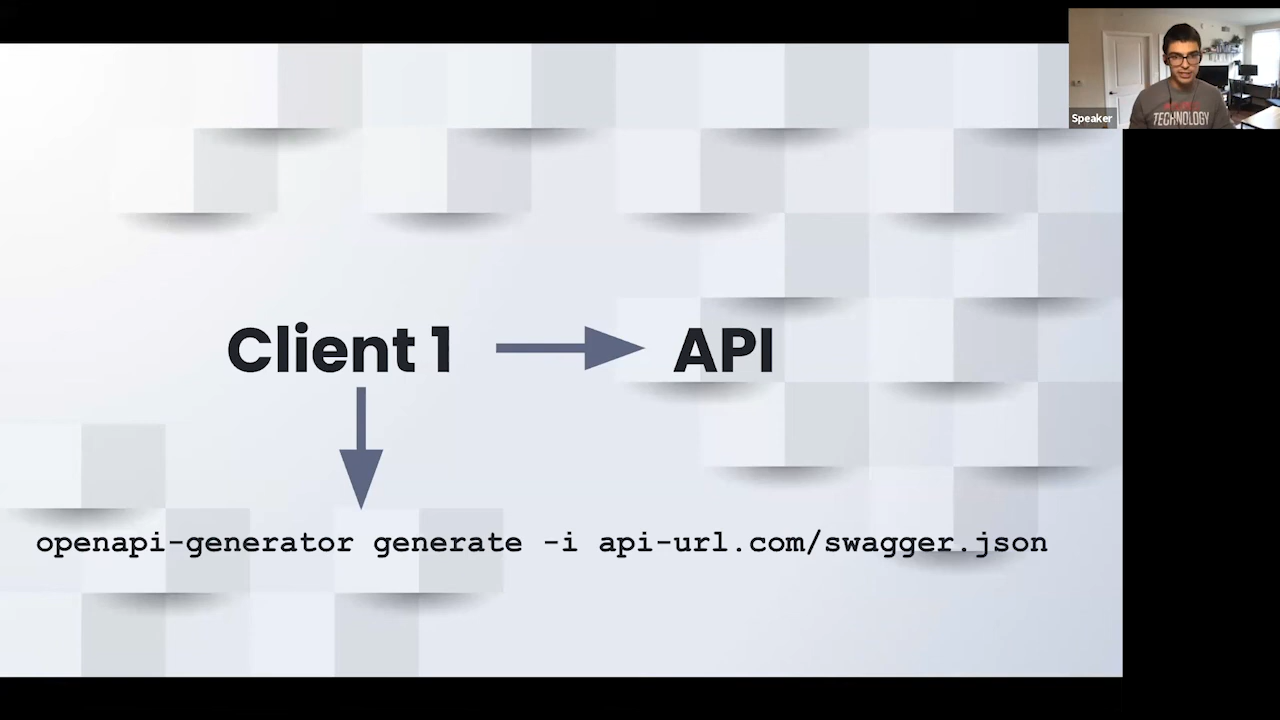 Speaker
TECHNOLOGY
Client 1
API
openapi-generator generate -i api-url.com/swagger.json